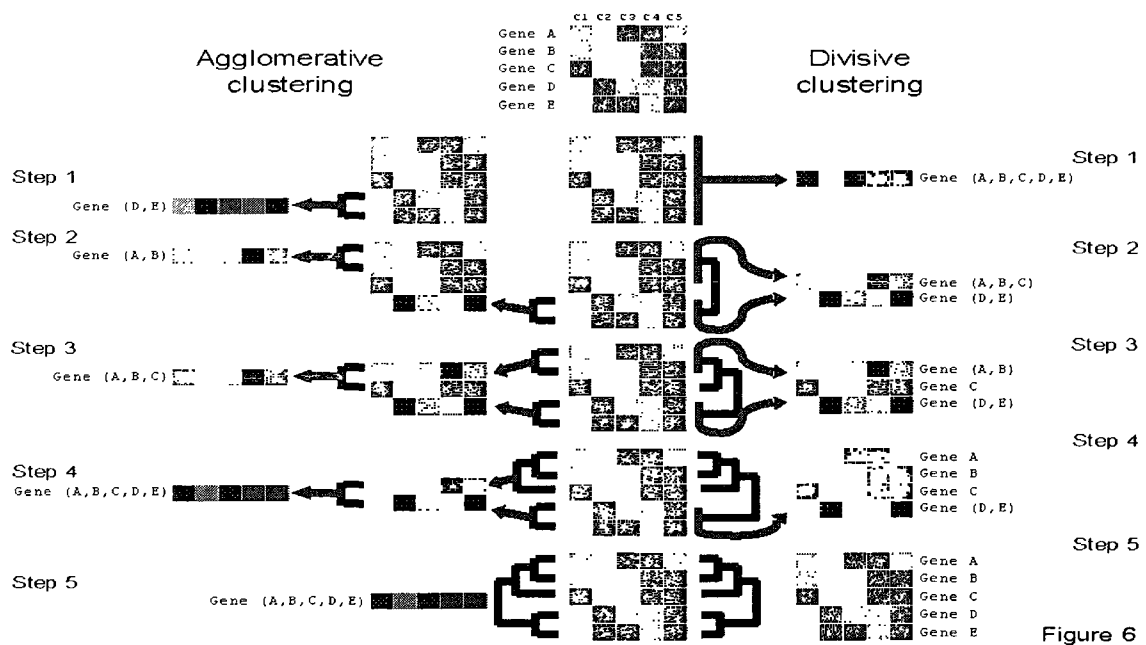 C1 C2 C3 C4 C5
Gene A
Gene B
Gene C
Gene D
Gene E
Agglomerative
clustering
Divisive
clustering
Step 1
Gene (D,E)
Step 1
Gene (A,B,C,D,E)
Step 2
Gene (A,B)
Step 2
Gene (A,B,C)
Gene (D,E)
Step 3
Gene (A,B,C)
Step 3
Gene (A,B)
Gene C
Gene (D,E)
Step 4
Gene (A,B,C,D,E)
Step 4
Gene A
Gene B
Gene C
Gene (D,E)
Step 5
Gene (A,B,C,D,E)
Step 5
Gene A
Gene B
Gene C
Gene D
Gene E
Figure 6